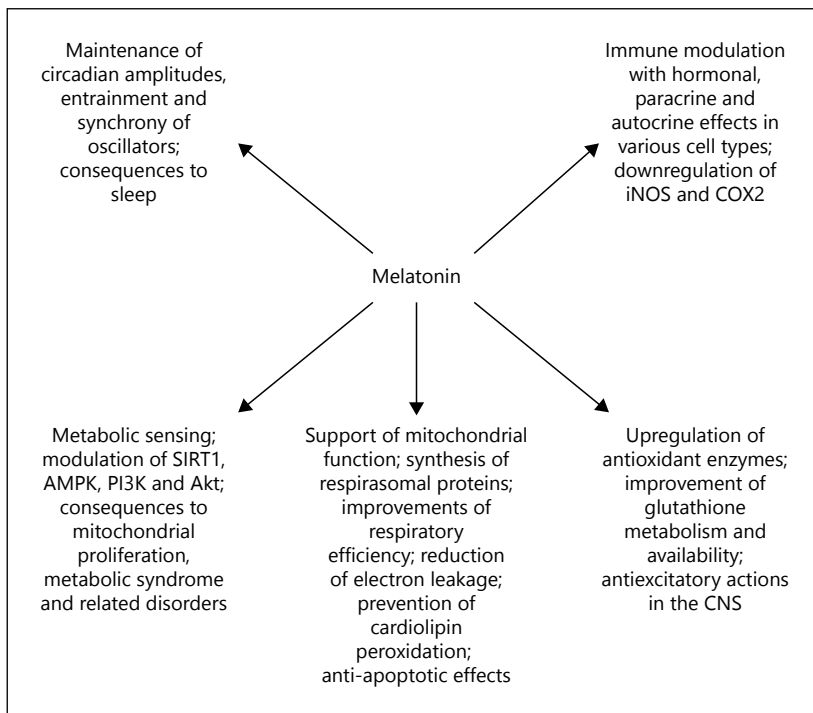 Maintenance of
circadian amplitudes,
entrainment and
synchrony of
oscillators;
consequences to
sleep
Immune modulation
with hormonal,
paracrine and
autocrine effects in
various cell types;
downregulation of
iNOS and COX2
Melatonin
Metabolic sensing;
modulation of SIRT1,
AMPK, PI3K and Akt;
consequences to
mitochondrial
proliferation,
metabolic syndrome
and related disorders
Support of mitochondrial
function; synthesis of
respirasomal proteins;
improvements of
respiratory
efficiency; reduction
of electron leakage;
prevention of
cardiolipin
peroxidation;
anti-apoptotic effects
Upregulation of
antioxidant enzymes;
improvement of
glutathione
metabolism and
availability;
antiexcitatory actions
in the CNS